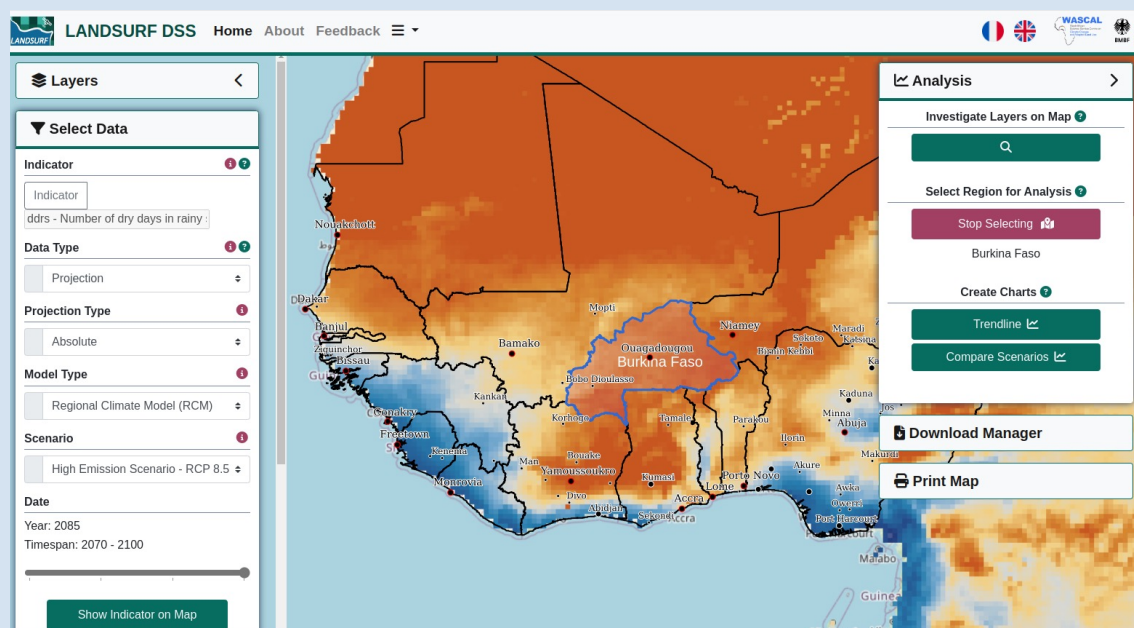 LANDSURF
LANDSURF DSS Home About Feedback
WASCAL
BMBF
Layers
Select Data
Indicator
Indicator
ddrs - Number of dry days in rainy
Data Type
Projection
Projection Type
Absolute
Model Type
Regional Climate Model (RCM)
Scenario
High Emission Scenario - RCP 8.5
Date
Year: 2085
Timespan: 2070 - 2100
Show Indicator on Map
Nouakchott
Dakar
Banjul
Ziguinchor
Bissau
Bamako
Mopti
Niamey
Ouagadougou
Burkina Faso
Birnin Kebbi
Sokoto
Maradi
Katsina
Bobo Dioulasso
Kankan
Conakry
Freetown
Kenema
Monrovia
Korhogo
Man
Bouake
Yamoussoukro
Divo
Abidjan
Sekondi
Accra
Accra
Kumasi
Tamale
Lome
Porto Novo
Parakou
Ilorin
Kaduna
Minna
Abuja
Jos
Makurdi
Akure
Awka
Owerri
Port Harcourt
Malabo
Analysis
Investigate Layers on Map
Select Region for Analysis
Stop Selecting
Burkina Faso
Create Charts
Trendline
Compare Scenarios
Download Manager
Print Map